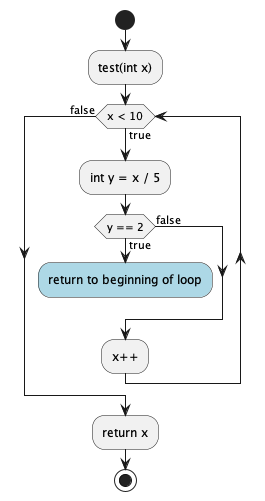 test(int x)
false
x < 10
true
int y = x / 5
y == 2
false
true
return to beginning of loop
x++
return x